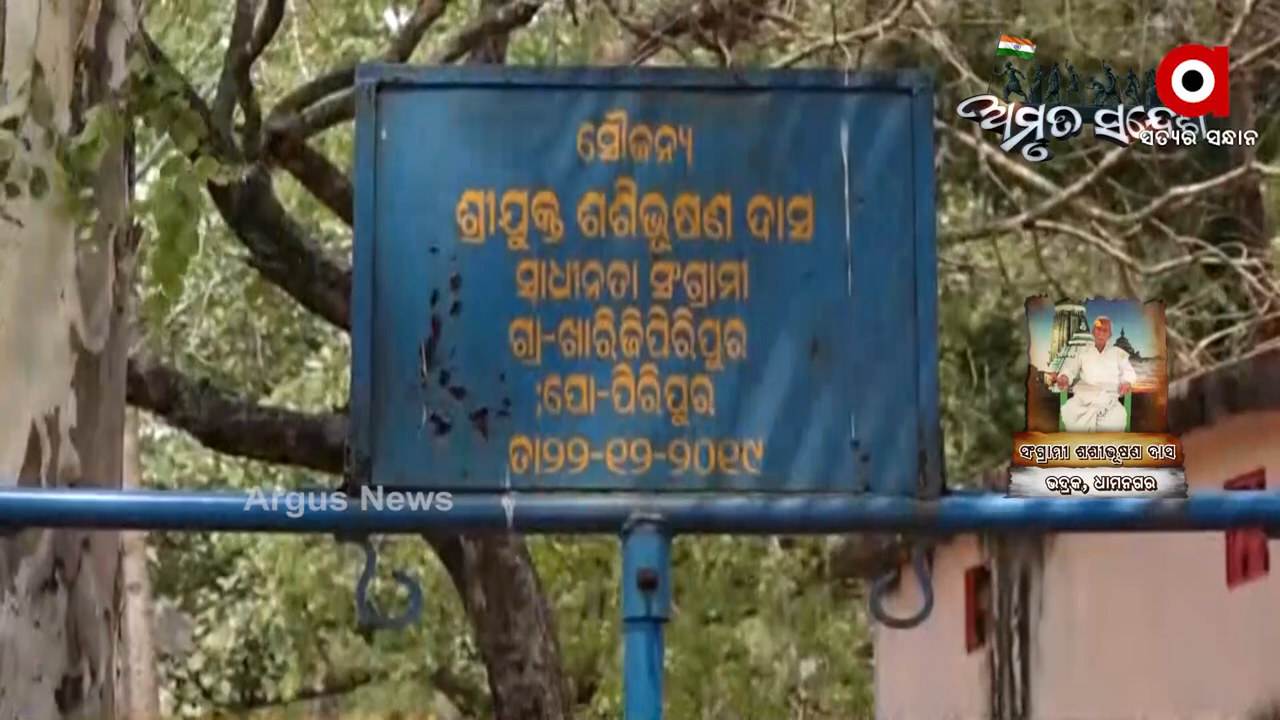 ସୌଜନ୍ୟ
ଶ୍ରୀଯୁକ୍ତ ଶଶିଭୂଷଣ ଦାସ
ସ୍ୱାଧୀନତା ସଂଗ୍ରାମୀ
ଗ୍ରା-ଖାରିଜିପିରିପୁର
:ପୋ-ପିରିପୁର
ତା୨୨-୧୨-୨୦୧୯
Argus News
ଅମୃତ ସନ୍ଦେଶ
ସତ୍ୟର ସନ୍ଧାନ
ସଂଗ୍ରାମୀ ଶଶୀଭୂଷଣ ଦାସ
ଭଦ୍ରକ, ଧାମନଗର